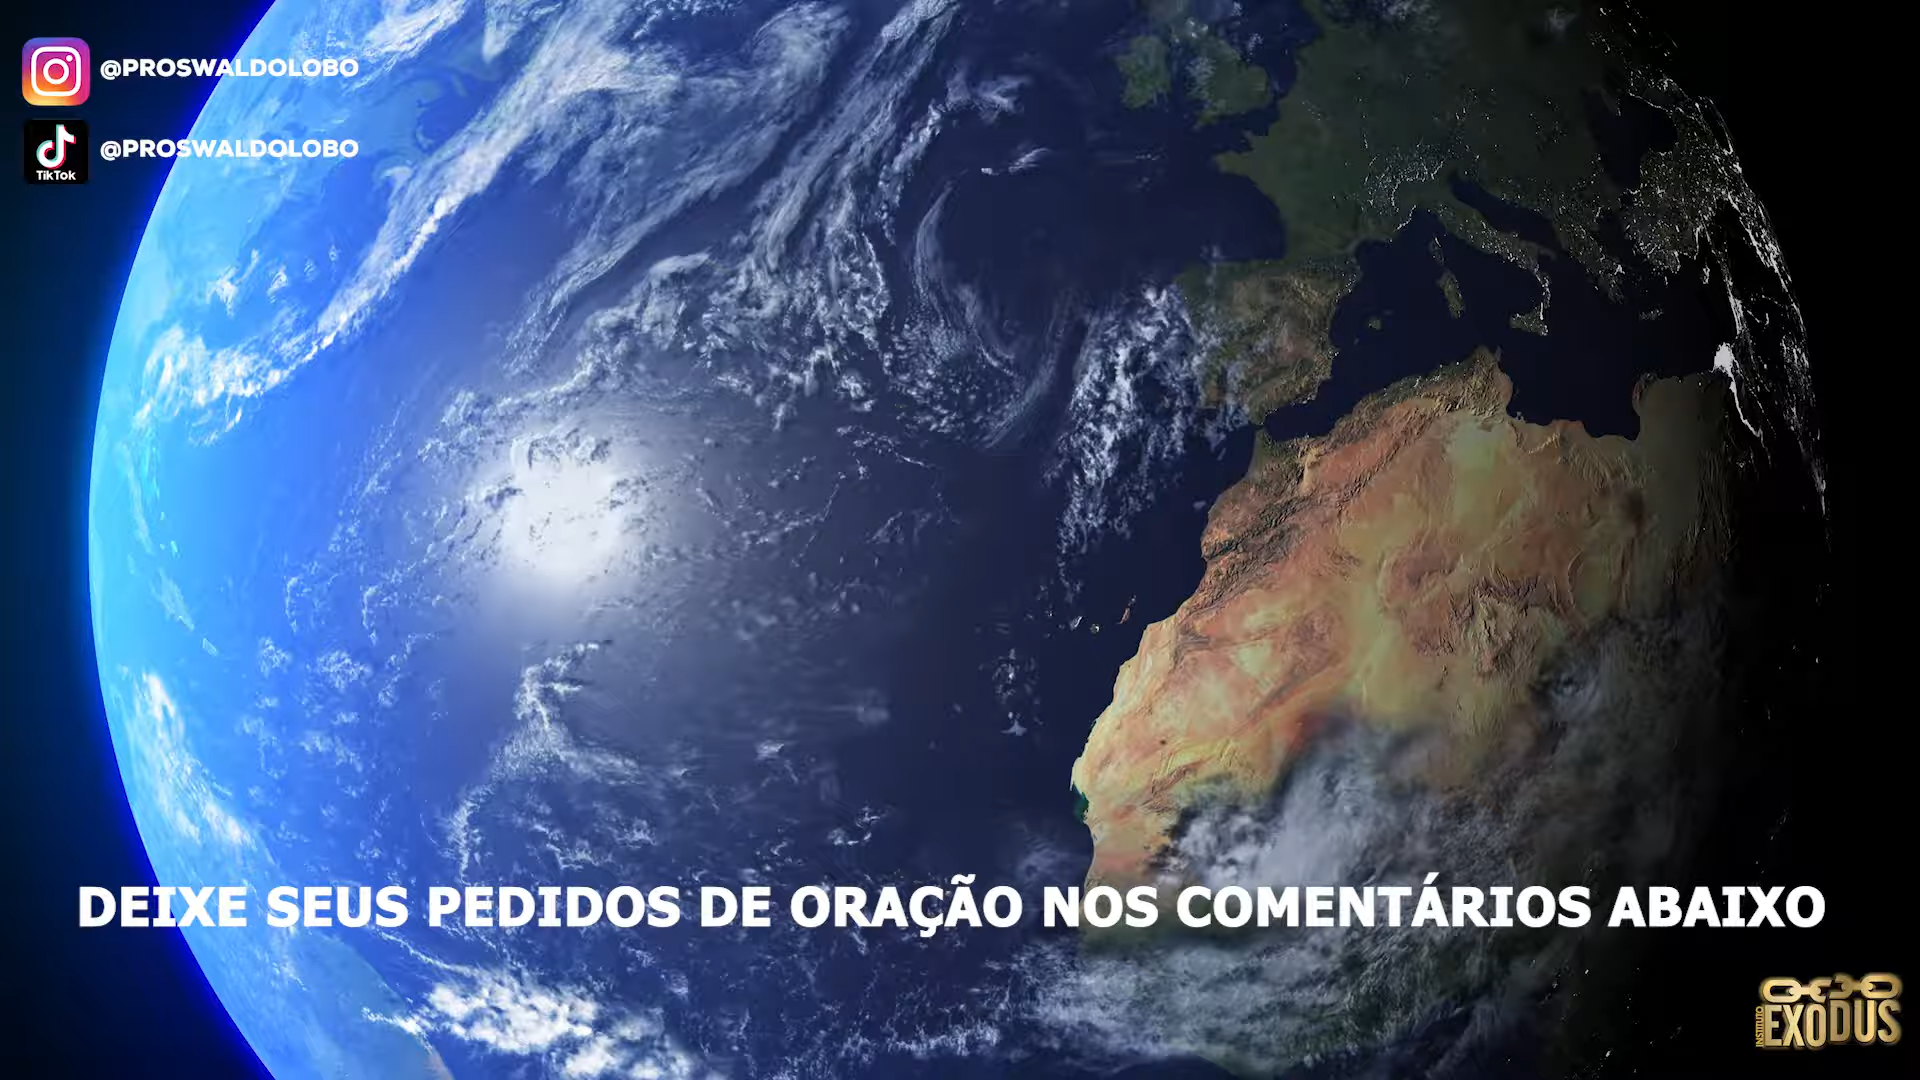 @PROSWALDOLOBO
TikTok
@PROSWALDOLOBO
DEIXE SEUS PEDIDOS DE ORAÇÃO NOS COMENTÁRIOS ABAIXO
INSTITUTO
EXODUS